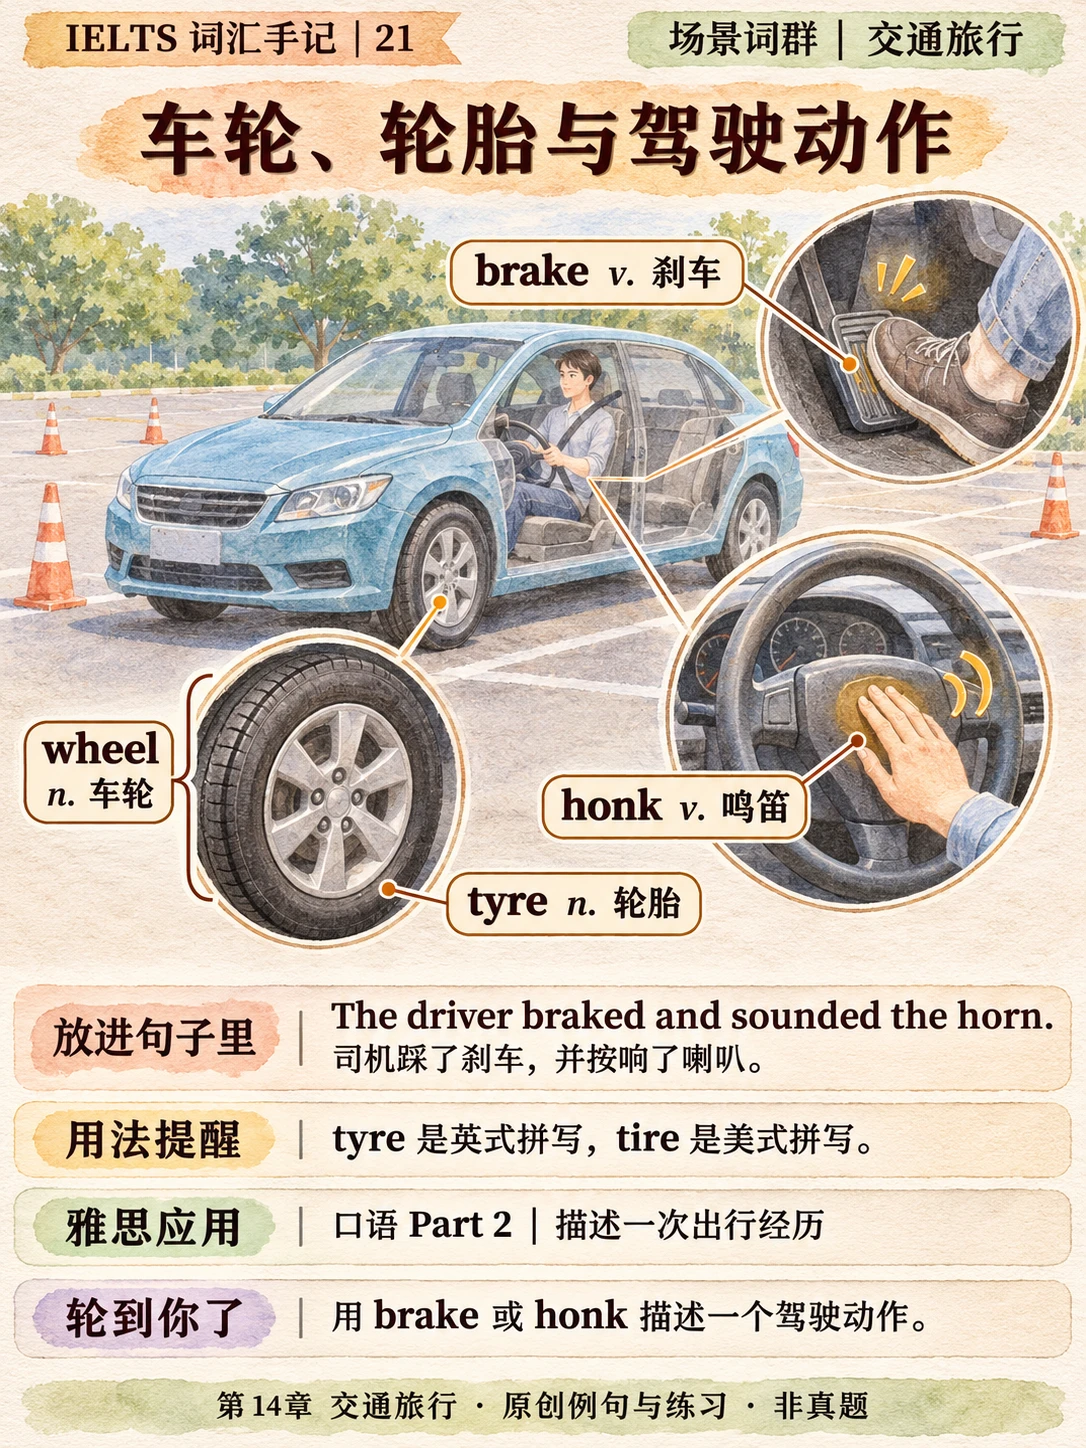 IELTS 词汇手记 | 21
场景词群 | 交通旅行
车轮、轮胎与驾驶动作
brake v. 刹车
wheel
n. 车轮
honk v. 鸣笛
tyre n. 轮胎
放进句子里 | The driver braked and sounded the horn.
司机踩了刹车，并按响了喇叭。
用法提醒 | tyre 是英式拼写，tire 是美式拼写。
雅思应用 | 口语 Part 2 | 描述一次出行经历
轮到你了 | 用 brake 或 honk 描述一个驾驶动作。
第14章 交通旅行 · 原创例句与练习 · 非真题